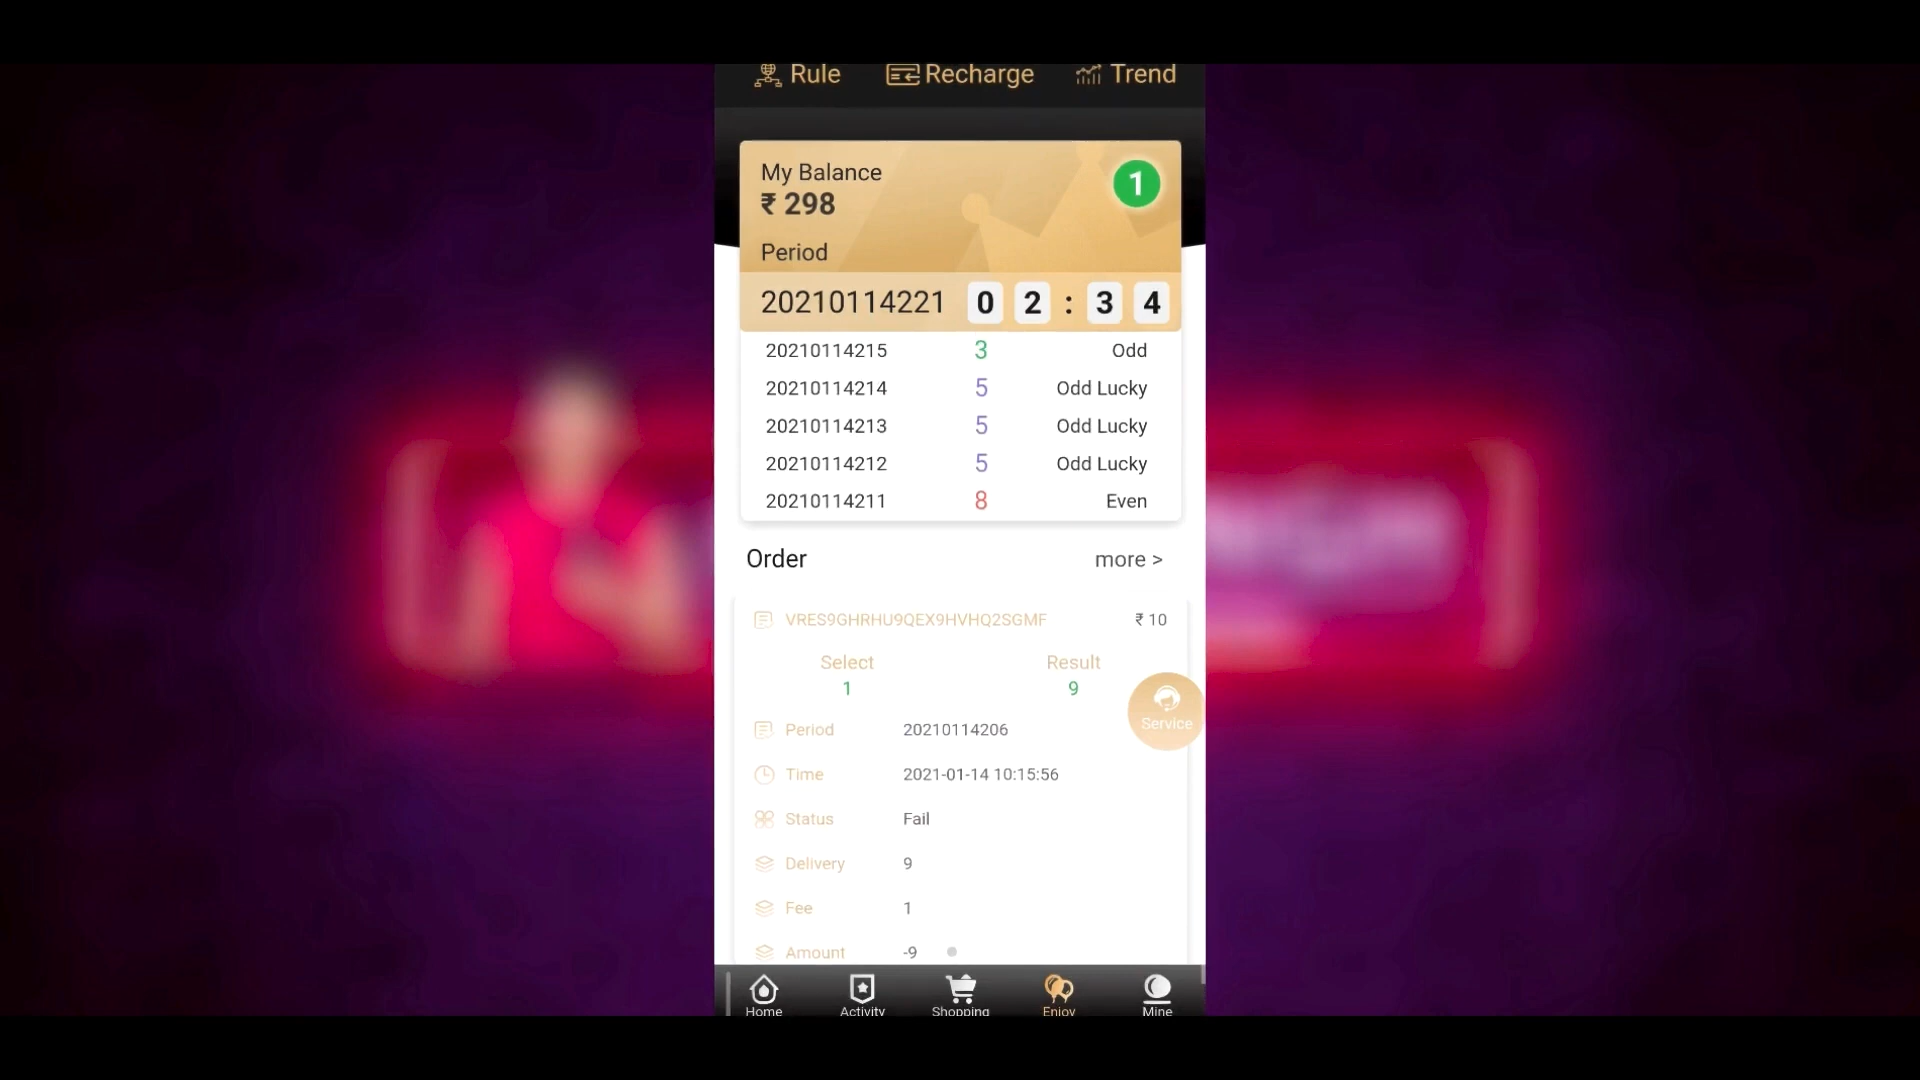 Rule Recharge Trend
My Balance
₹ 298
1
Period
20210114221 0 2 : 3 4
20210114215 3 Odd
20210114214 5 Odd Lucky
20210114213 5 Odd Lucky
20210114212 5 Odd Lucky
20210114211 8 Even
Order more >
VRES9GHRHU9QEX9HVHQ2SGMF ₹ 10
Select Result
1 9
Service
Period 20210114206
Time 2021-01-14 10:15:56
Status Fail
Delivery 9
Fee 1
Amount -9
Home Activity Shopping Enjoy Mine